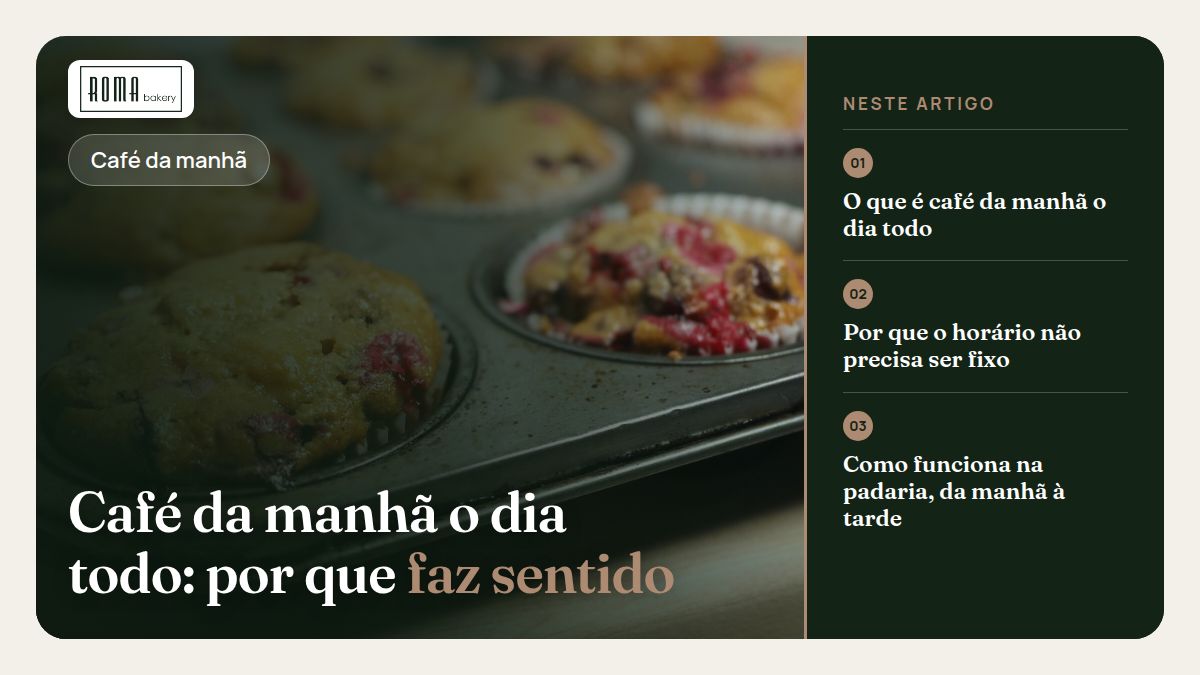 ROMA bakery
Café da manhã
Café da manhã o dia
todo: por que faz sentido
NESTE ARTIGO
01
O que é café da manhã o
dia todo
02
Por que o horário não
precisa ser fixo
03
Como funciona na
padaria, da manhã à
tarde